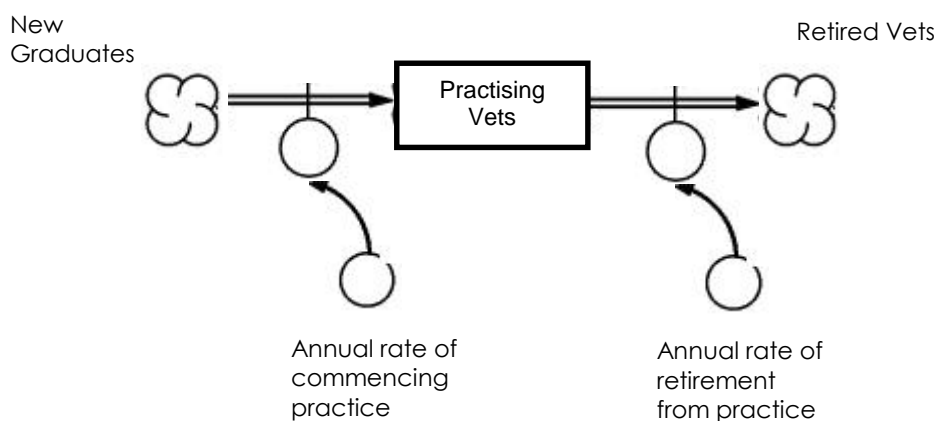 New
Graduates
Retired Vets
Practising
Vets
Annual rate of
commencing
practice
Annual rate of
retirement
from practice